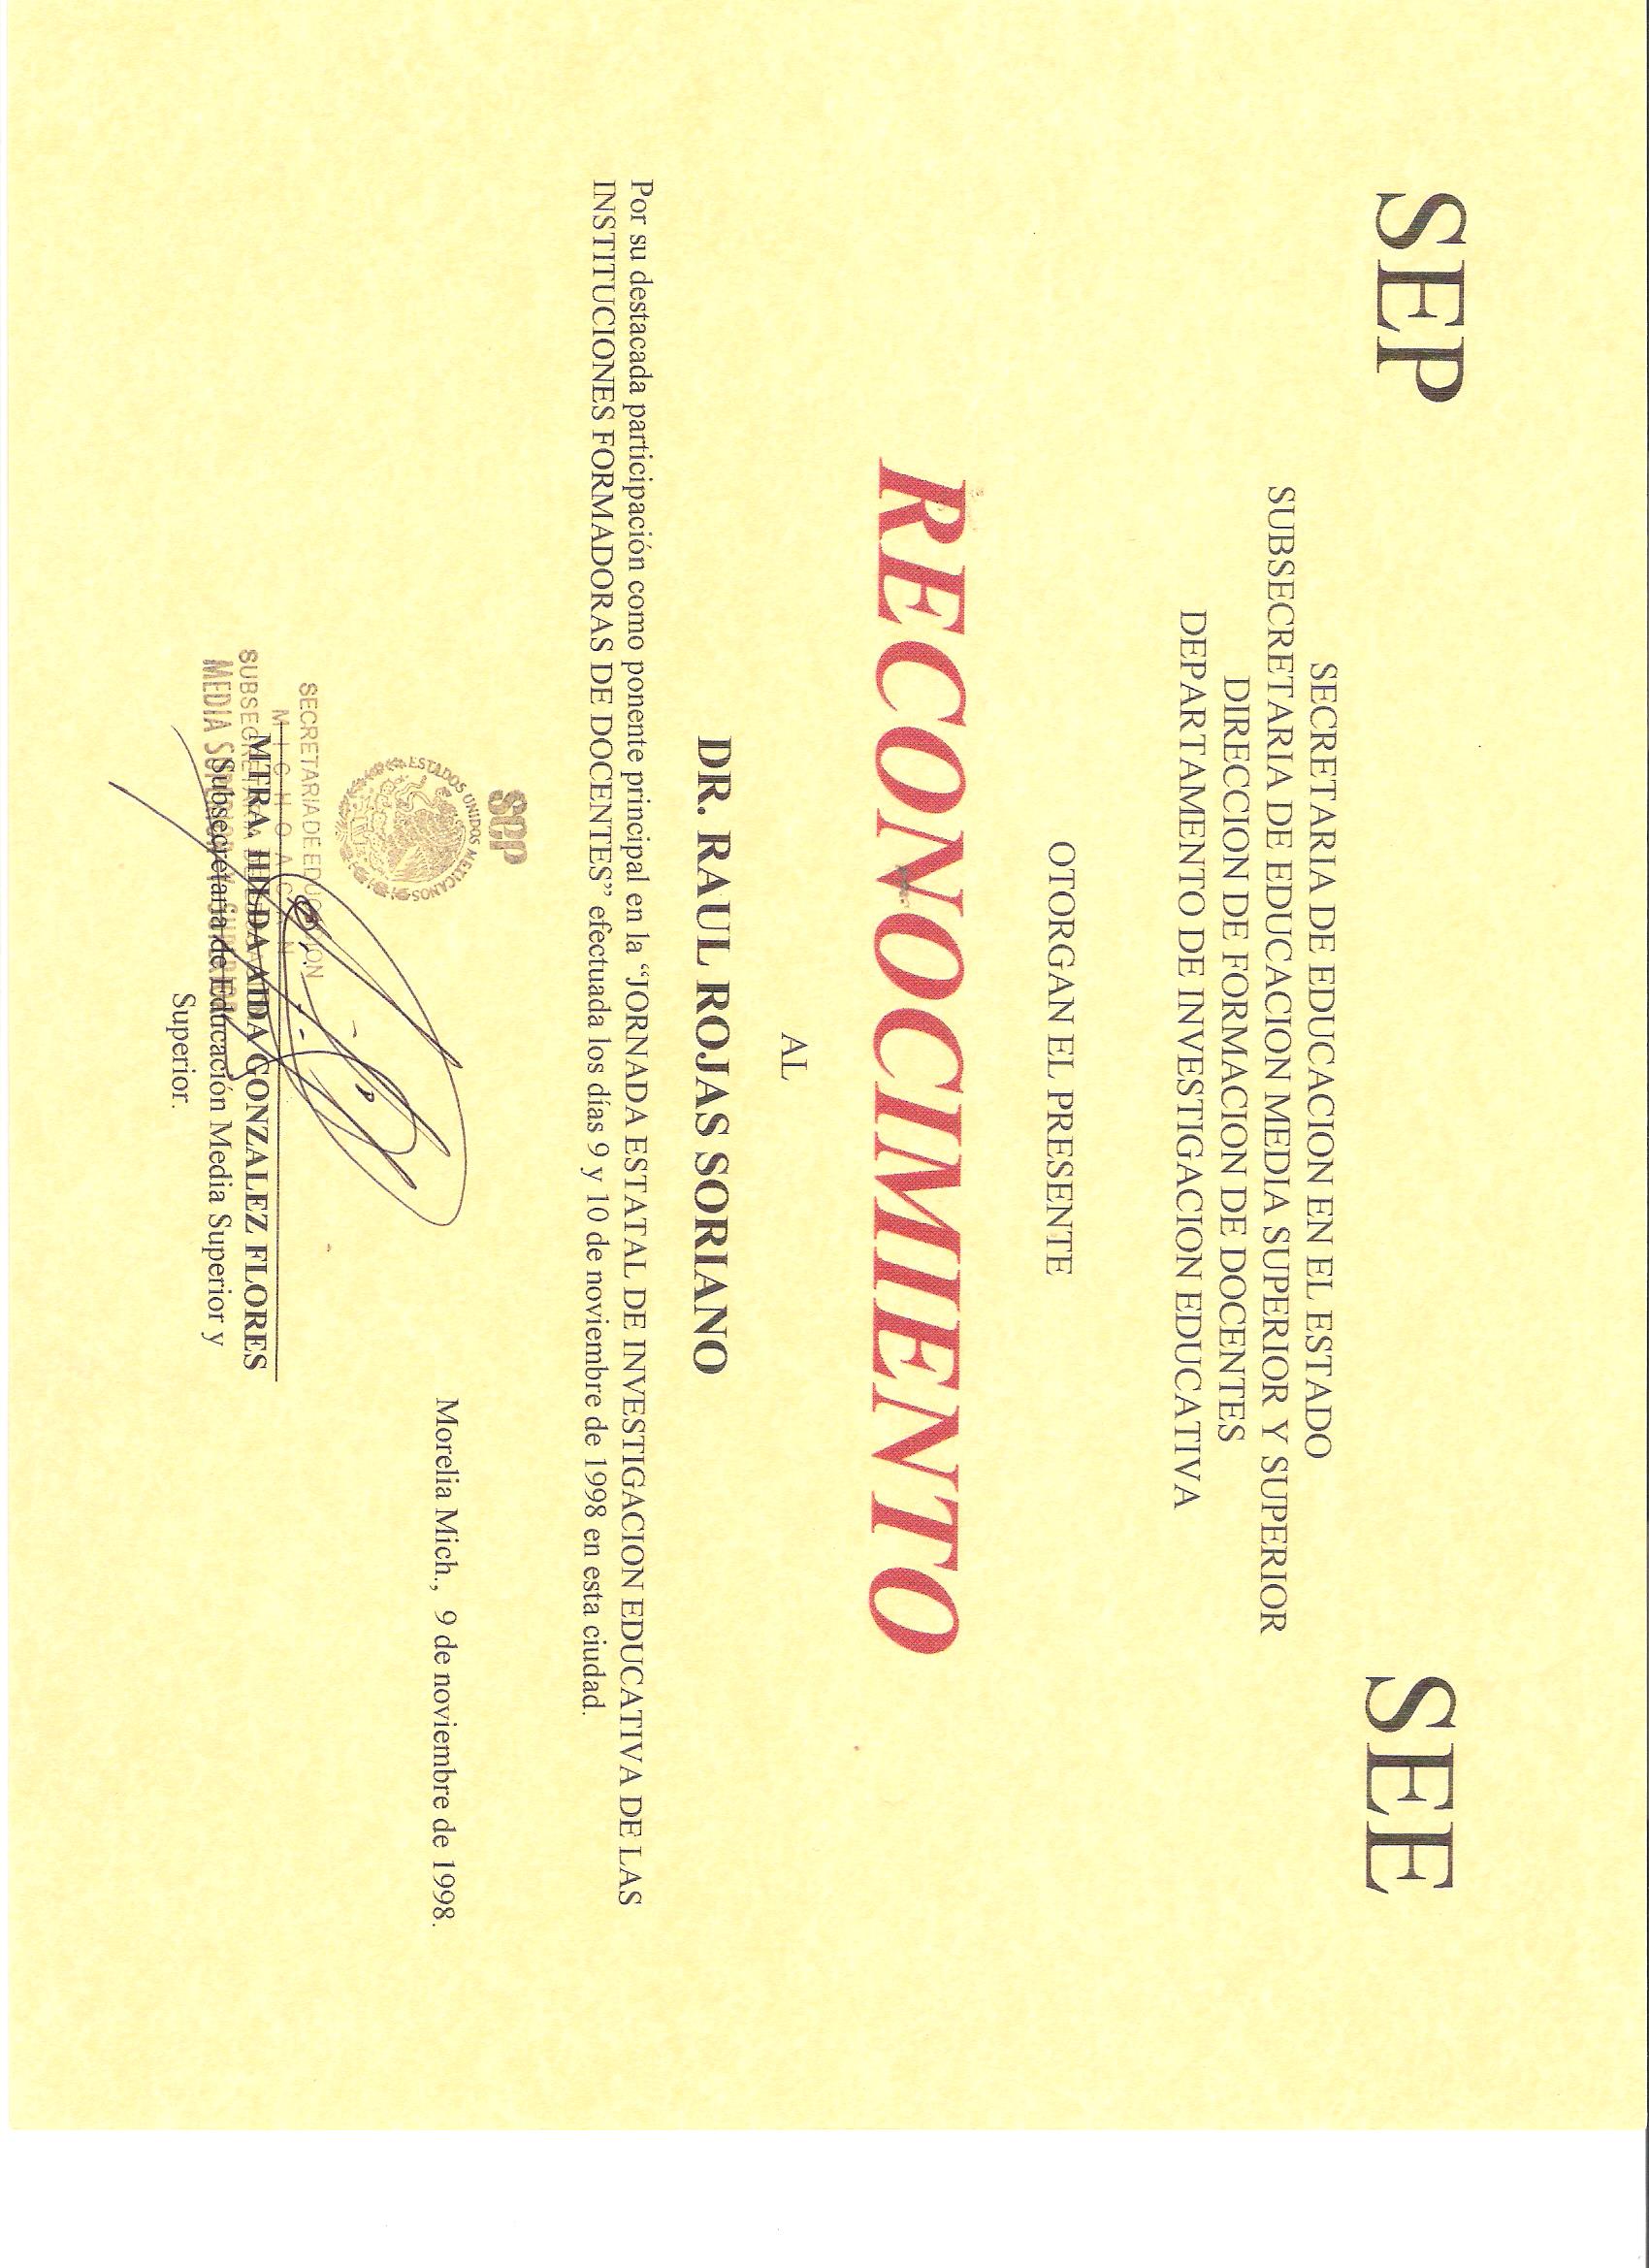 SEP SEE
SECRETARIA DE EDUCACION EN EL ESTADO
SUBSECRETARIA DE EDUCACION MEDIA SUPERIOR Y SUPERIOR
DIRECCION DE FORMACION DE DOCENTES
DEPARTAMENTO DE INVESTIGACION EDUCATIVA
OTORGAN EL PRESENTE
RECONOCIMIENTO
AL
DR. RAUL ROJAS SORIANO
Por su destacada participación como ponente principal en la “JORNADA ESTATAL DE INVESTIGACION EDUCATIVA DE LAS
INSTITUCIONES FORMADORAS DE DOCENTES” efectuada los días 9 y 10 de noviembre de 1998 en esta ciudad.
Morelia Mich., 9 de noviembre de 1998.
sep
ESTADOS UNIDOS MEXICANOS
SECRETARIA DE EDUCACION
MICHOACAN
MTRA. HILDA AIDA GONZALEZ FLORES
Subsecretaria de Educación Media Superior y
Superior.